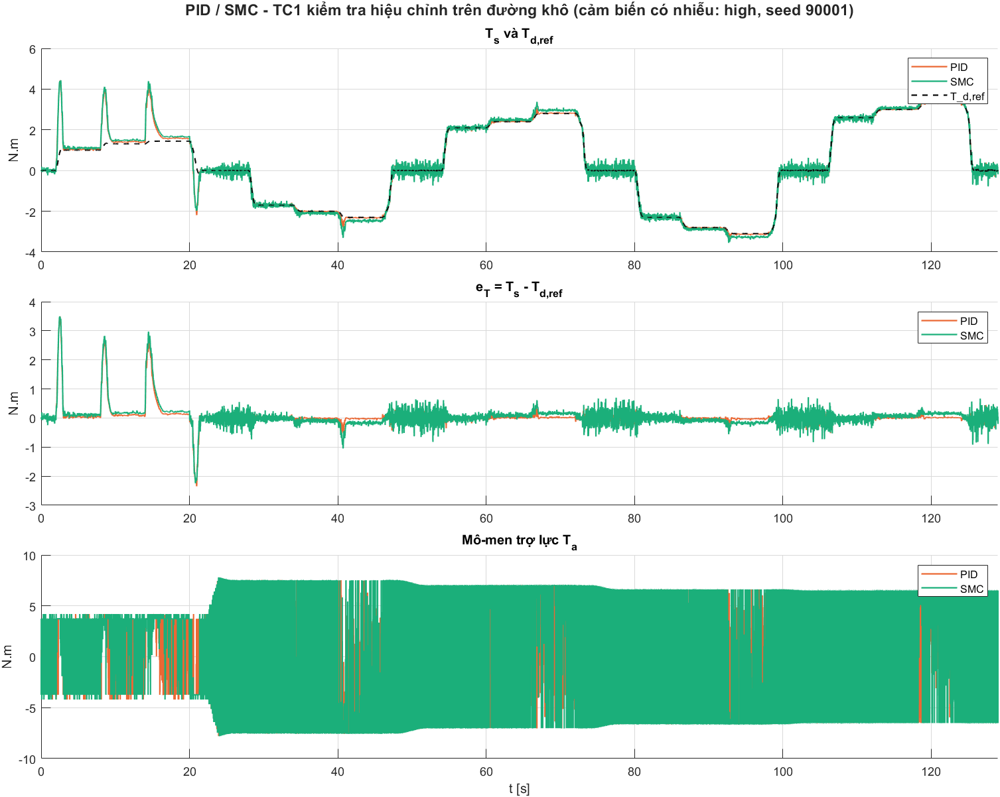 PID / SMC - TC1 kiểm tra hiệu chỉnh trên đường khô (cảm biến có nhiễu: high, seed 90001)
T_s và T_d,ref
6
4
2
0
-2
-4
N.m
PID
SMC
T_d,ref
0 20 40 60 80 100 120
e_T = T_s - T_d,ref
4
3
2
1
0
-1
-2
-3
N.m
PID
SMC
0 20 40 60 80 100 120
Mô-men trợ lực T_a
10
5
0
-5
-10
N.m
PID
SMC
0 20 40 60 80 100 120
t [s]